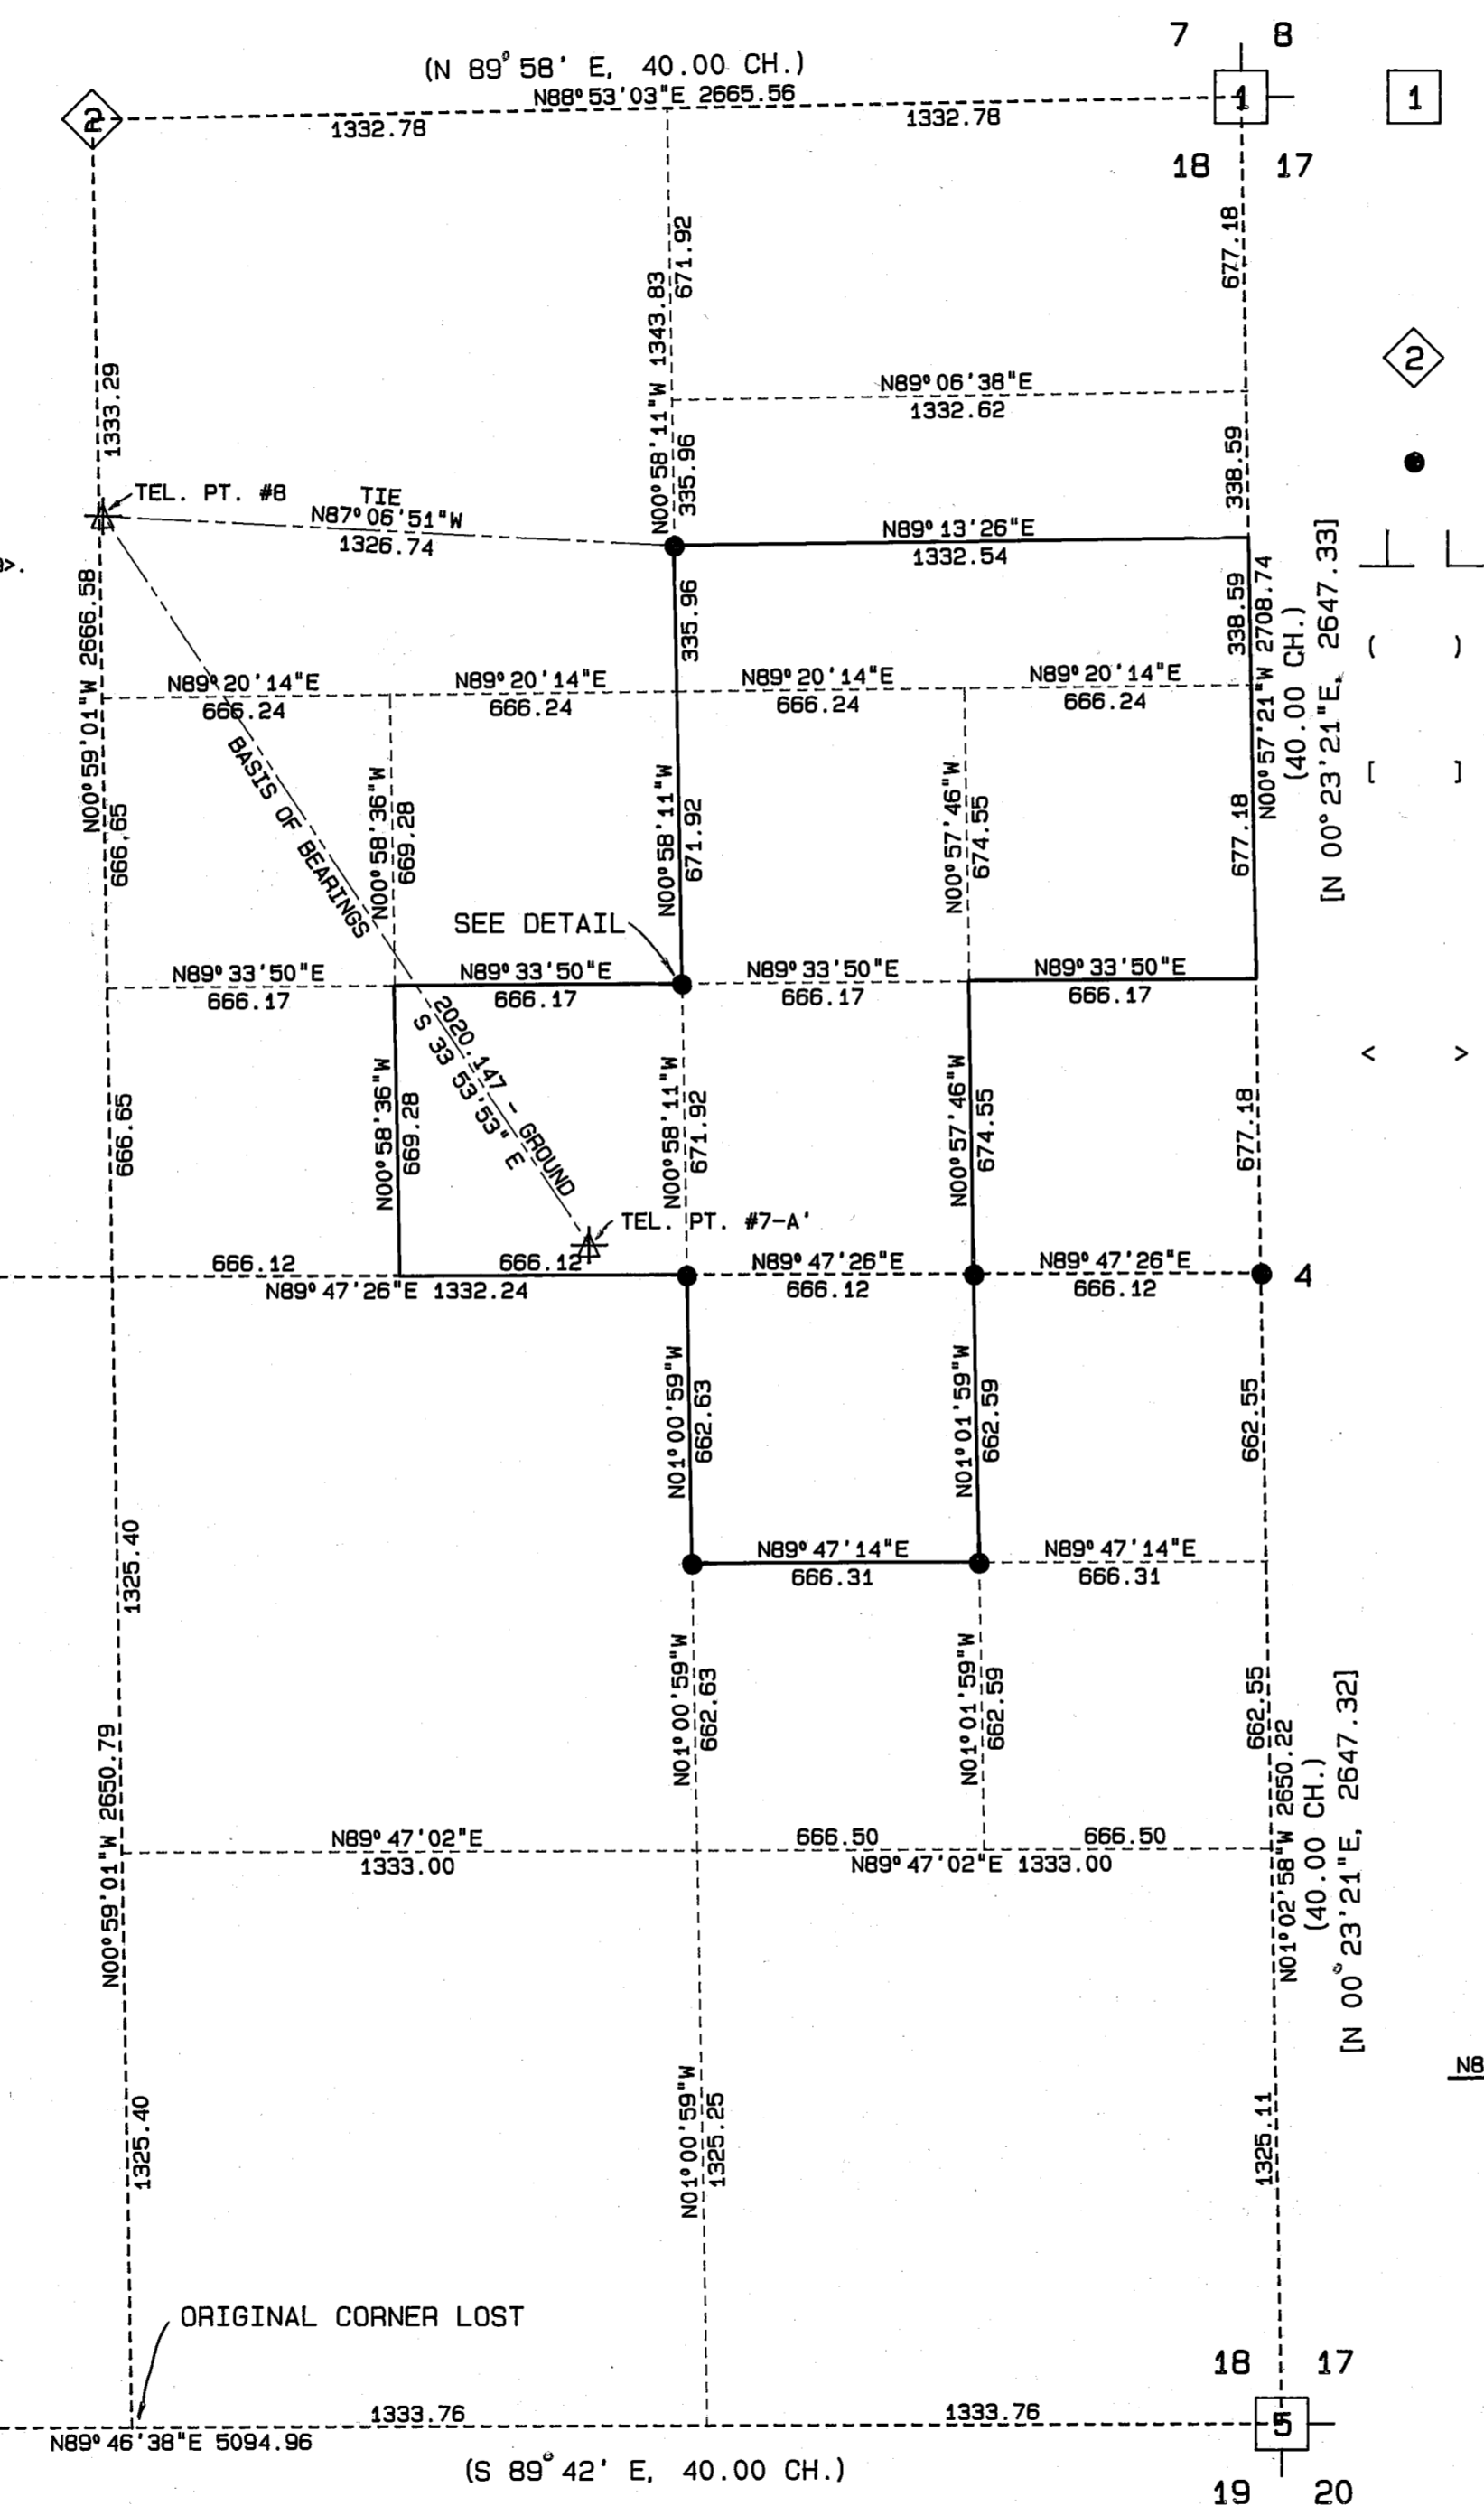 7 8
(N 89° 58' E, 40.00 CH.)
N88° 53'03"E 2665.56
2
1
1
1332.78
1332.78
18 17
677.18
671.92
N00° 58'11"W 1343.83
2
1333.29
N89° 06'38"E
1332.62
335.96
338.59
TEL. PT. #8
TIE
N87° 06'51"W
1326.74
N89° 13'26"E
1332.54
>.
N00° 59'01"W 2666.58
335.96
338.59
N00° 57'21"W 2708.74
(40.00 CH.)
[N 00° 23'21"E, 2647.33]
( )
N89° 20'14"E
666.24
N89° 20'14"E
666.24
N89° 20'14"E
666.24
N89° 20'14"E
666.24
BASIS OF BEARINGS
[ ]
666.65
N00° 58'36"W
669.28
N00° 58'11"W
671.92
N00° 57'46"W
674.55
677.18
SEE DETAIL
N89° 33'50"E
666.17
N89° 33'50"E
666.17
N89° 33'50"E
666.17
N89° 33'50"E
666.17
2020.147 - GROUND
S 33 53'53" E
< >
666.65
N00° 58'36"W
669.28
N00° 58'11"W
671.92
N00° 57'46"W
674.55
677.18
TEL. PT. #7-A'
666.12
666.12
N89° 47'26"E 1332.24
N89° 47'26"E
666.12
N89° 47'26"E
666.12
4
N01° 00'59"W
662.63
N01° 01'59"W
662.59
662.55
1325.40
N89° 47'14"E
666.31
N89° 47'14"E
666.31
N01° 00'59"W
662.63
N01° 01'59"W
662.59
662.55
N00° 59'01"W 2650.79
N01° 02'58"W 2650.22
(40.00 CH.)
[N 00° 23'21"E, 2647.32]
N89° 47'02"E
1333.00
666.50
666.50
N89° 47'02"E 1333.00
N8
1325.40
N01° 00'59"W
1325.25
1325.11
ORIGINAL CORNER LOST
18 17
1333.76
1333.76
5
N89° 46'38"E 5094.96
(S 89° 42' E, 40.00 CH.)
19 20